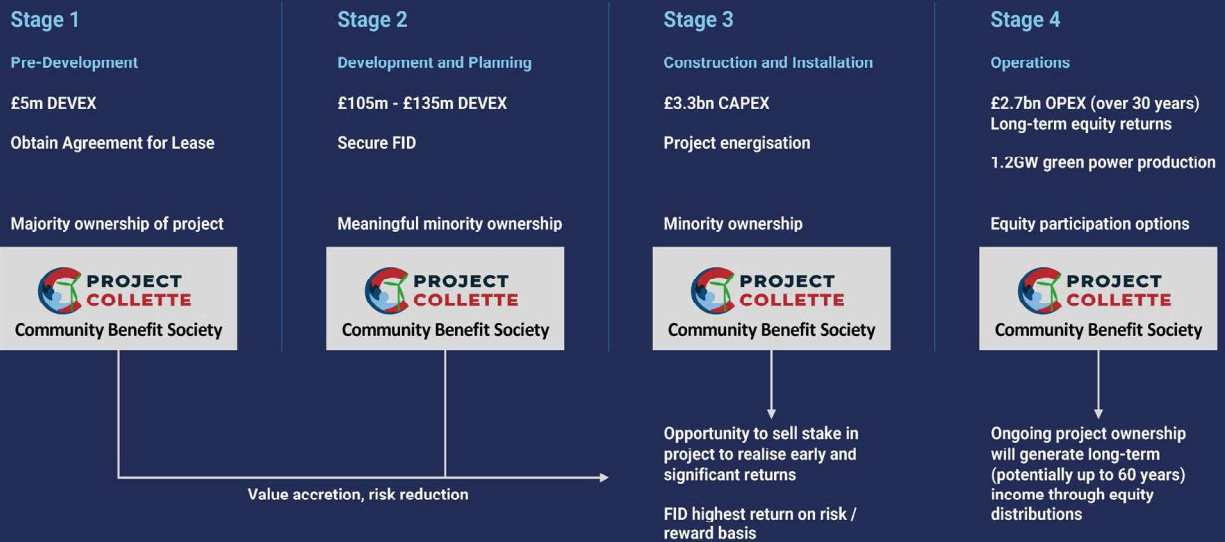 Stage 1
Pre-Development
£5m DEVEX
Obtain Agreement for Lease
Majority ownership of project
PROJECT
COLLETTE
Community Benefit Society
Stage 2
Development and Planning
£105m - £135m DEVEX
Secure FID
Meaningful minority ownership
PROJECT
COLLETTE
Community Benefit Society
Value accretion, risk reduction
Stage 3
Construction and Installation
£3.3bn CAPEX
Project energisation
Minority ownership
PROJECT
COLLETTE
Community Benefit Society
Opportunity to sell stake in
project to realise early and
significant returns
FID highest return on risk /
reward basis
Stage 4
Operations
£2.7bn OPEX (over 30 years)
Long-term equity returns
1.2GW green power production
Equity participation options
PROJECT
COLLETTE
Community Benefit Society
Ongoing project ownership
will generate long-term
(potentially up to 60 years)
income through equity
distributions